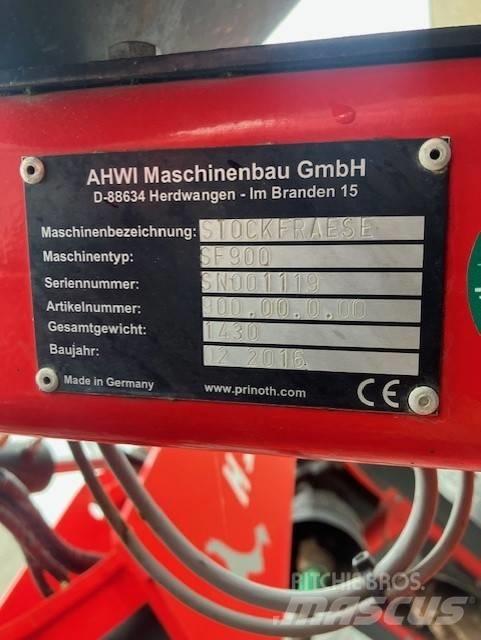 AHWI Maschinenbau GmbH
D-88634 Herdwangen - Im Branden 15
Maschinenbezeichnung: STOCKFRAESE
Maschinentyp: SF900
Seriennummer: SN001119
Artikelnummer: 900.00.0.00
Gesamtgewicht: 1430
Baujahr: 12 2016
Made in Germany www.prinoth.com CE
RITCHIE BROS.
MASCUS